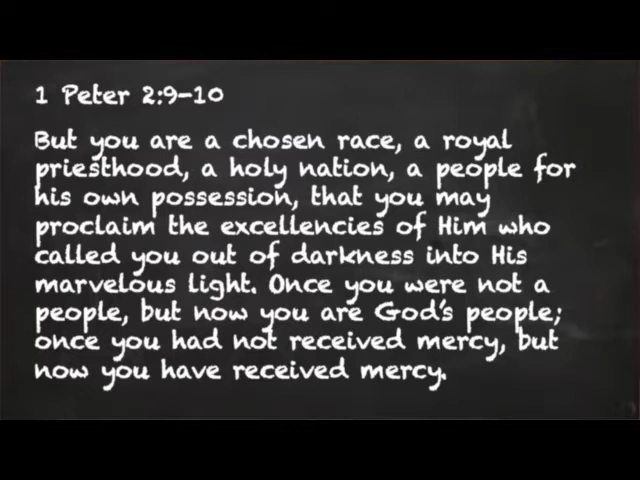 1 Peter 2:9-10
But you are a chosen race, a royal
priesthood, a holy nation, a people for
his own possession, that you may
proclaim the excellencies of Him who
called you out of darkness into His
marvelous light. Once you were not a
people, but now you are God's people;
once you had not received mercy, but
now you have received mercy.